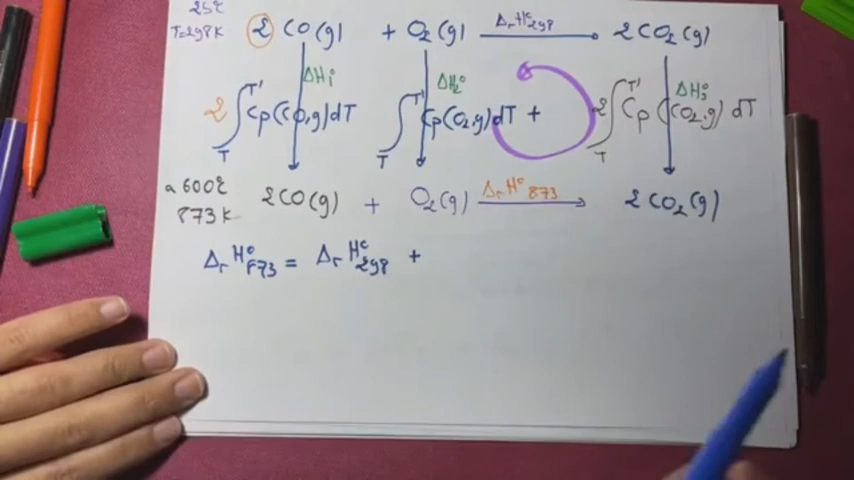 25°C
T=298K 2 CO(g) + O₂(g) ΔrH°298 2CO₂(g)
ΔH₁° ΔH₂° ΔH₃°
2 ∫ T' T Cp(CO,g)dT ∫ T' T Cp(O₂,g)dT + 2 ∫ T' T Cp(CO₂,g) dT
a 600°C
873K 2CO(g) + O₂(g) ΔrH°873 2CO₂(g)
ΔrH°873 = ΔrH°298 +